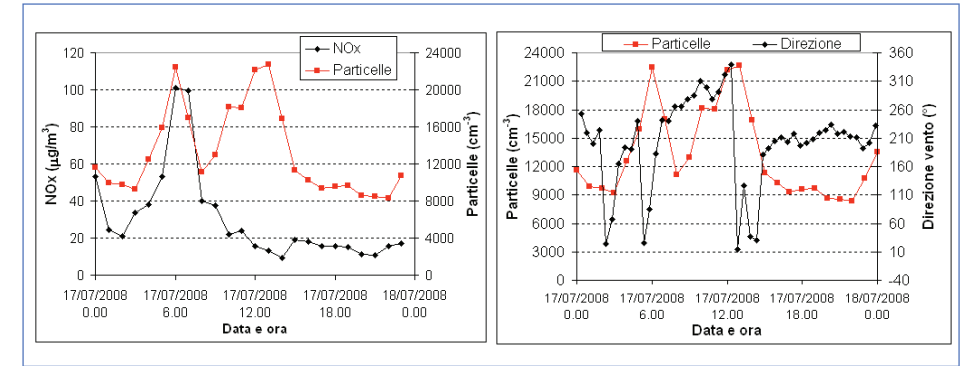 NOx
Particelle
120
100
80
60
40
20
0
NOx (µg/m³)
24000
20000
16000
12000
8000
4000
0
Particelle (cm⁻³)
17/07/2008 17/07/2008 17/07/2008 17/07/2008 18/07/2008
0.00 6.00 12.00 18.00 0.00
Data e ora
Particelle Direzione
24000
21000
18000
15000
12000
9000
6000
3000
0
Particelle (cm⁻³)
360
310
260
210
160
110
60
10
-40
Direzione vento (°)
17/07/2008 17/07/2008 17/07/2008 17/07/2008 18/07/2008
0.00 6.00 12.00 18.00 0.00
Data e ora